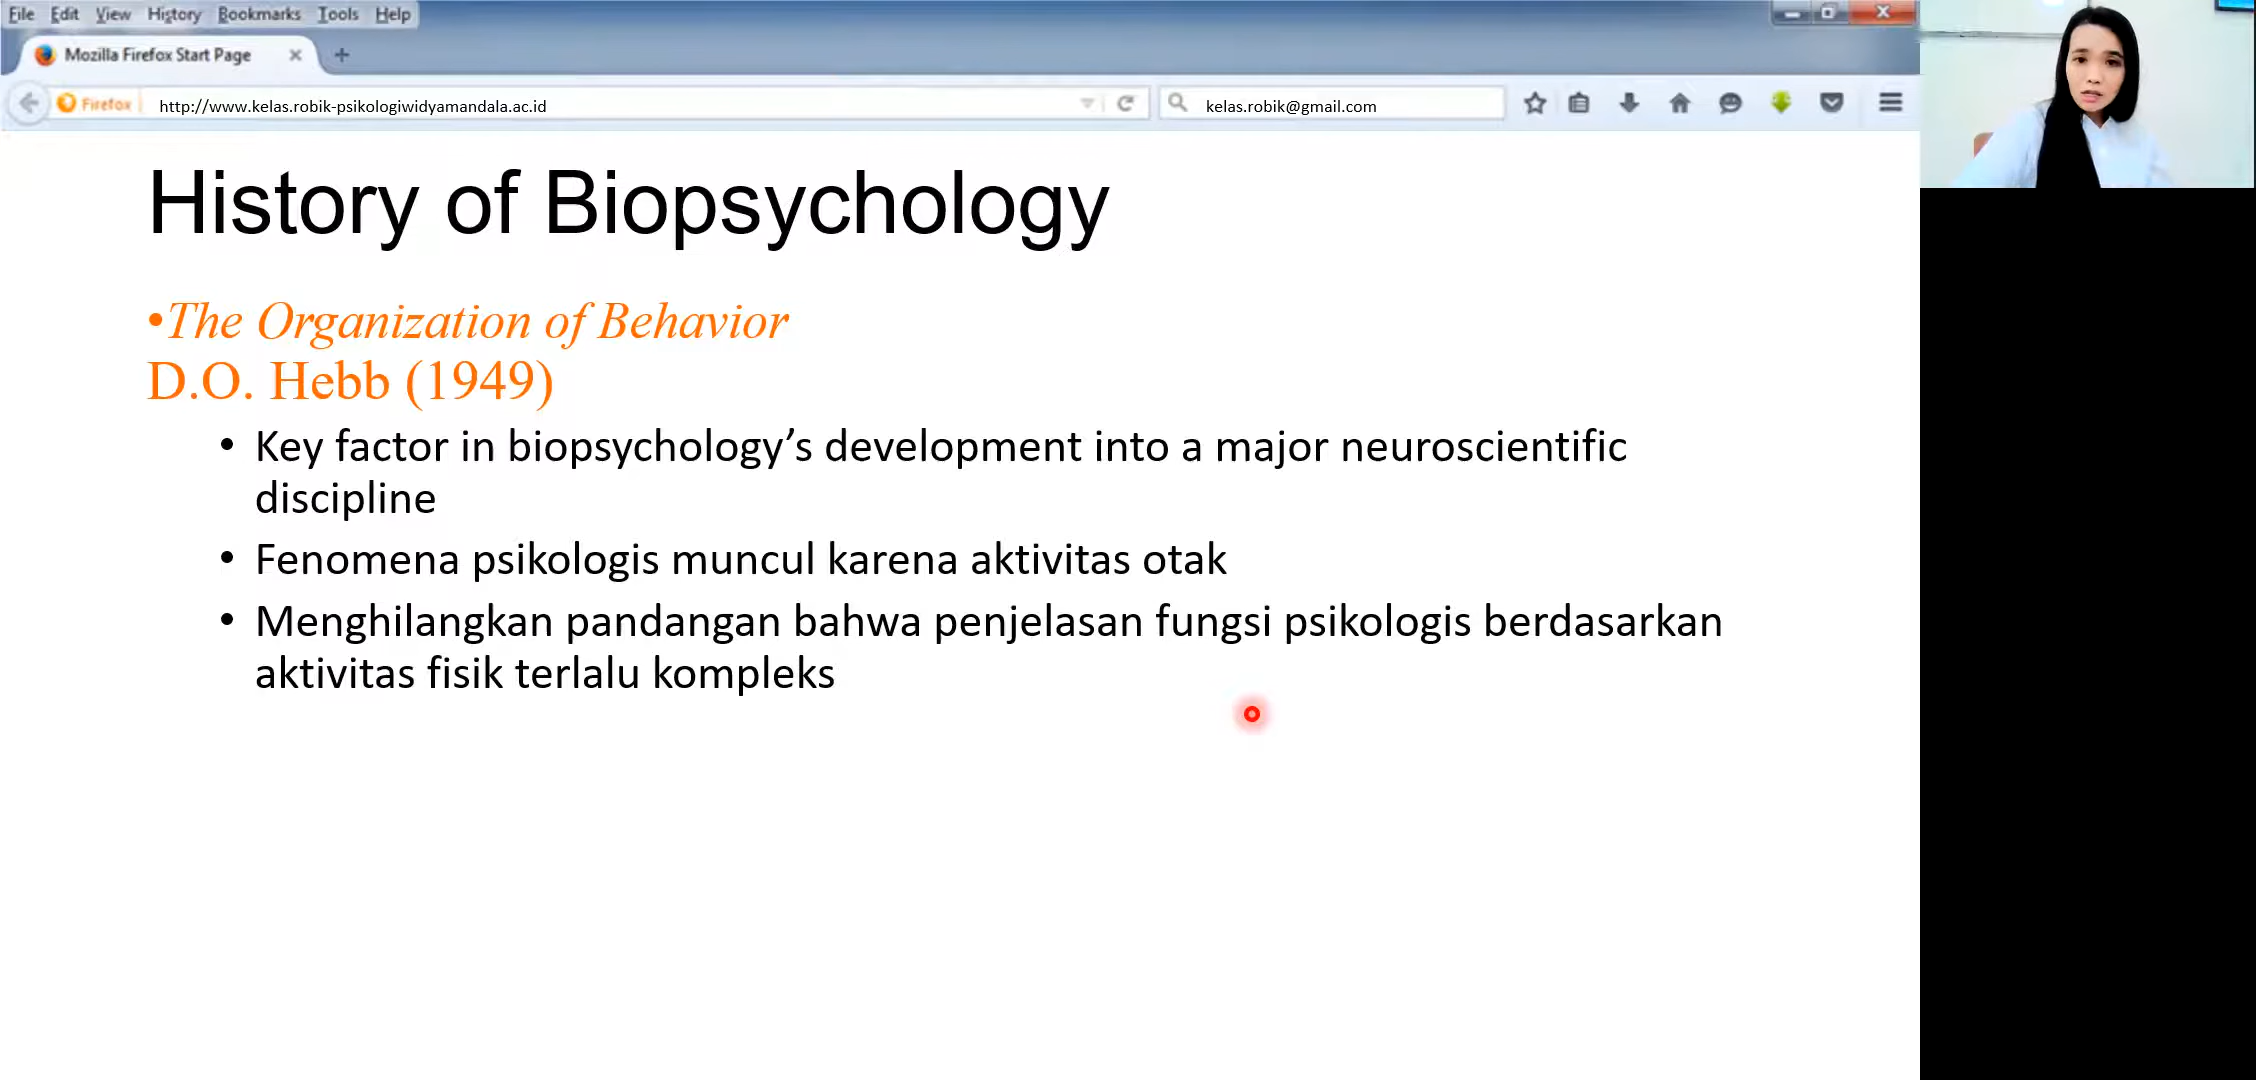 File Edit View History Bookmarks Tools Help
Mozilla Firefox Start Page
Firefox http://www.kelas.robik-psikologiwidyamandala.ac.id kelas.robik@gmail.com
History of Biopsychology
•The Organization of Behavior
D.O. Hebb (1949)
• Key factor in biopsychology’s development into a major neuroscientific
discipline
• Fenomena psikologis muncul karena aktivitas otak
• Menghilangkan pandangan bahwa penjelasan fungsi psikologis berdasarkan
aktivitas fisik terlalu kompleks